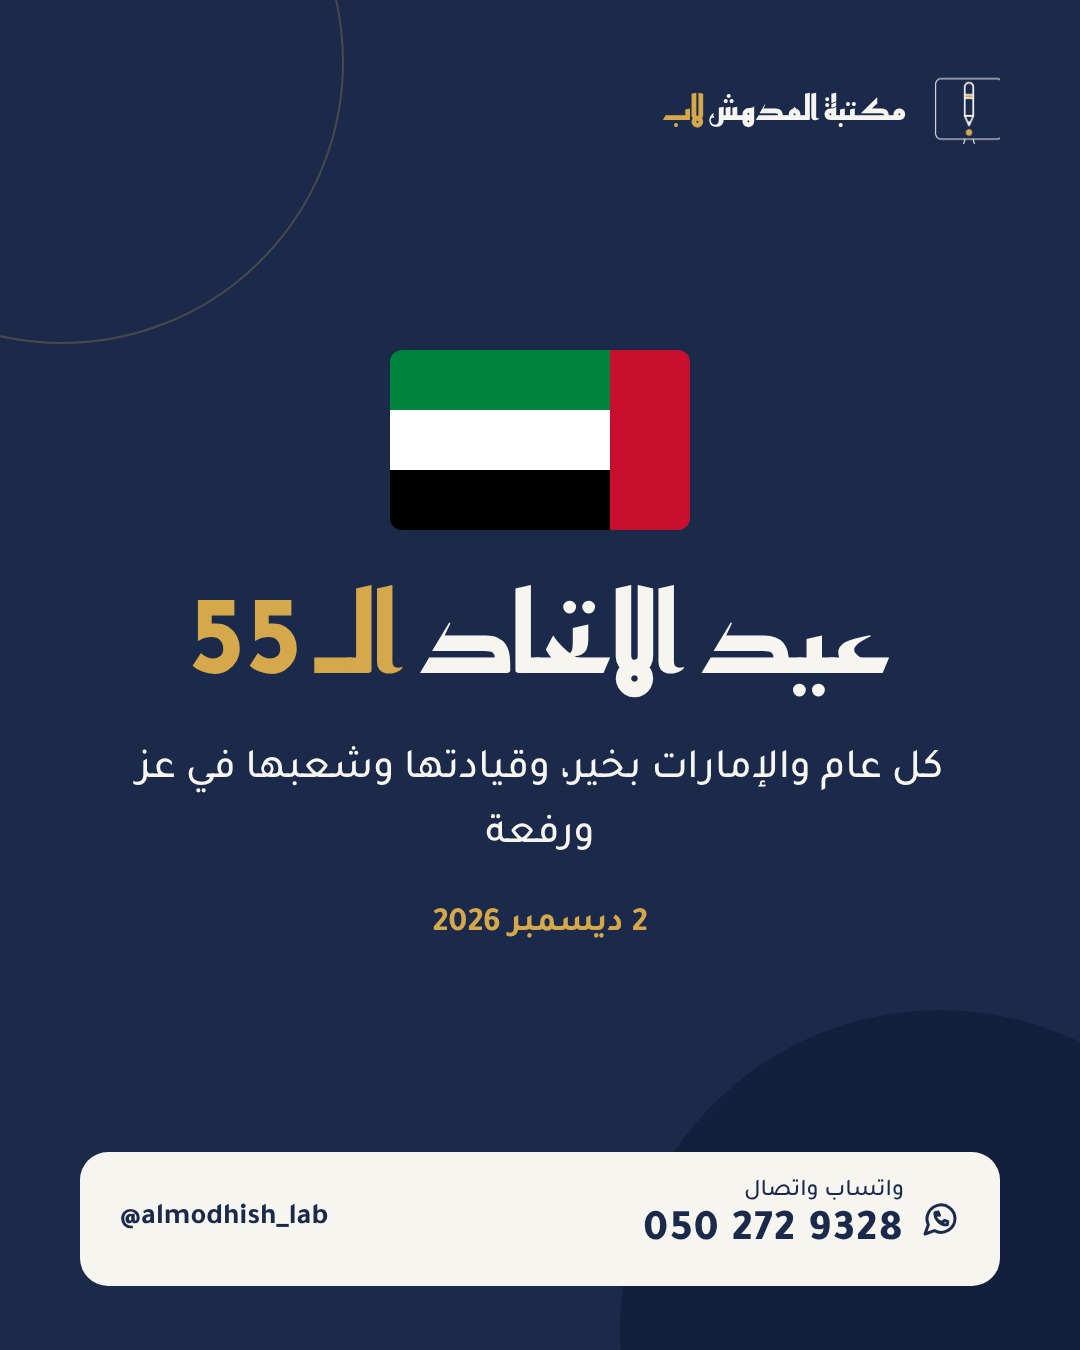 مكتبة المدهش لاب
عيد الاتحاد الـ 55
كل عام والإمارات بخير، وقيادتها وشعبها في عز
ورفعة
2 ديسمبر 2026
واتساب واتصال
050 272 9328
@almodhish_lab